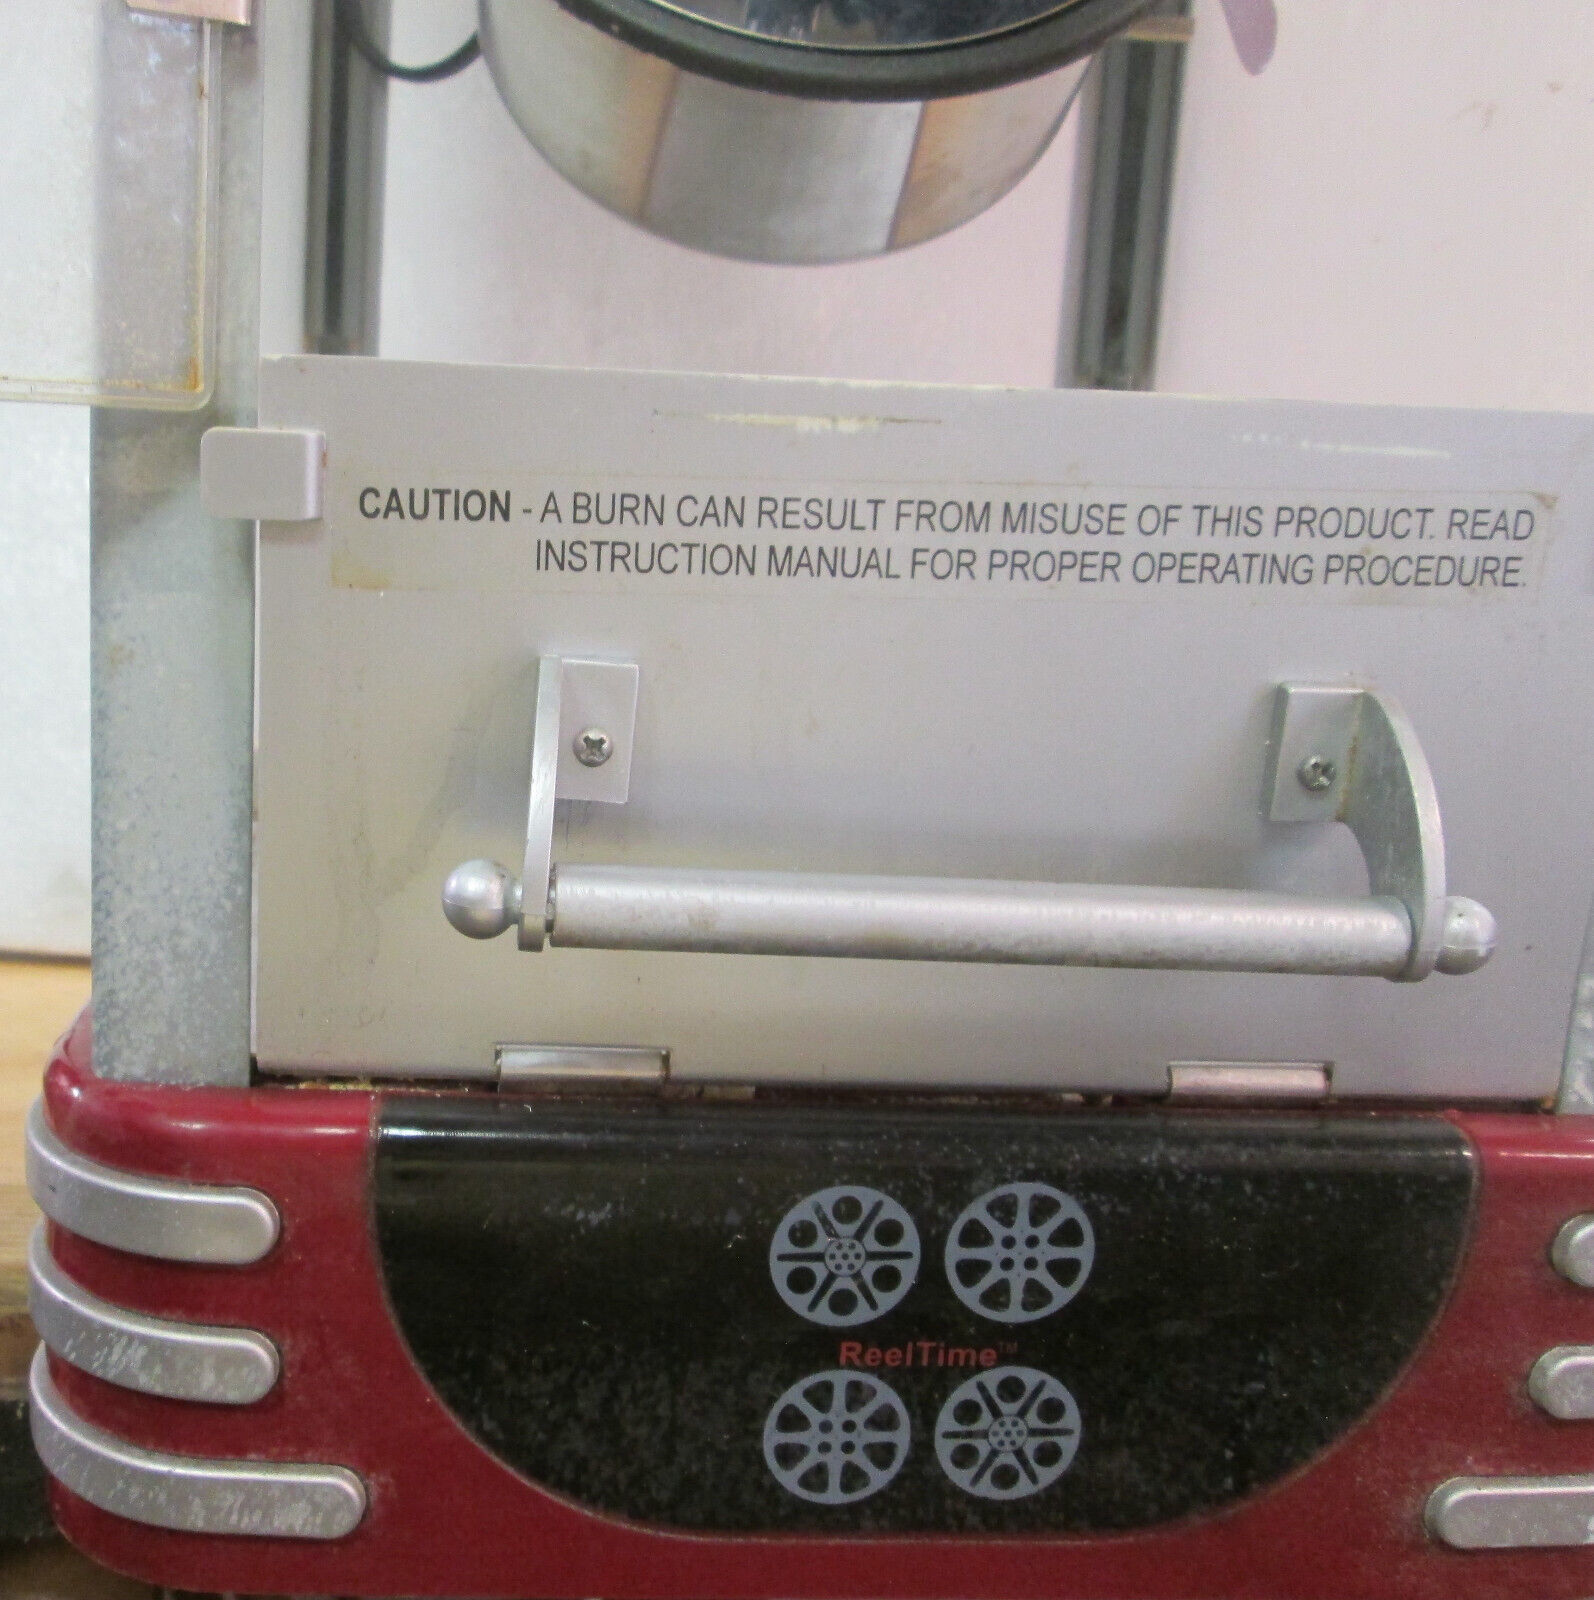 CAUTION - A BURN CAN RESULT FROM MISUSE OF THIS PRODUCT. READ
INSTRUCTION MANUAL FOR PROPER OPERATING PROCEDURE.
ReelTime™